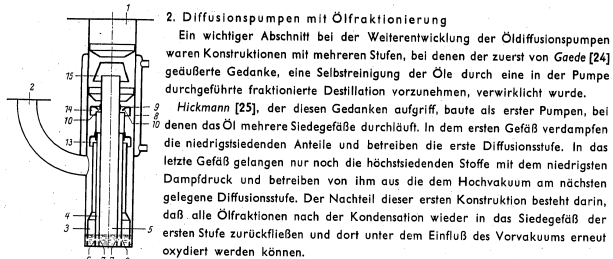 2. Diffusionspumpen mit Ölfraktionierung
Ein wichtiger Abschnitt bei der Weiterentwicklung der Öldiffusionspumpen
waren Konstruktionen mit mehreren Stufen, bei denen der zuerst von Gaede [24]
geäußerte Gedanke, eine Selbstreinigung der Öle durch eine in der Pumpe
durchgeführte fraktionierte Destillation vorzunehmen, verwirklicht wurde.
Hickmann [25], der diesen Gedanken aufgriff, baute als erster Pumpen, bei
denen das Öl mehrere Siedegefäße durchläuft. In dem ersten Gefäß verdampfen
die niedrigstsiedenden Anteile und betreiben die erste Diffusionsstufe. In das
letzte Gefäß gelangen nur noch die höchstsiedenden Stoffe mit dem niedrigsten
Dampfdruck und betreiben von ihm aus die dem Hochvakuum am nächsten
gelegene Diffusionsstufe. Der Nachteil dieser ersten Konstruktion besteht darin,
daß alle Ölfraktionen nach der Kondensation wieder in das Siedegefäß der
ersten Stufe zurückfließen und dort unter dem Einfluß des Vorvakuums erneut
oxydiert werden können.
1
15
2
14
9
8
10
10
13
4
3
5